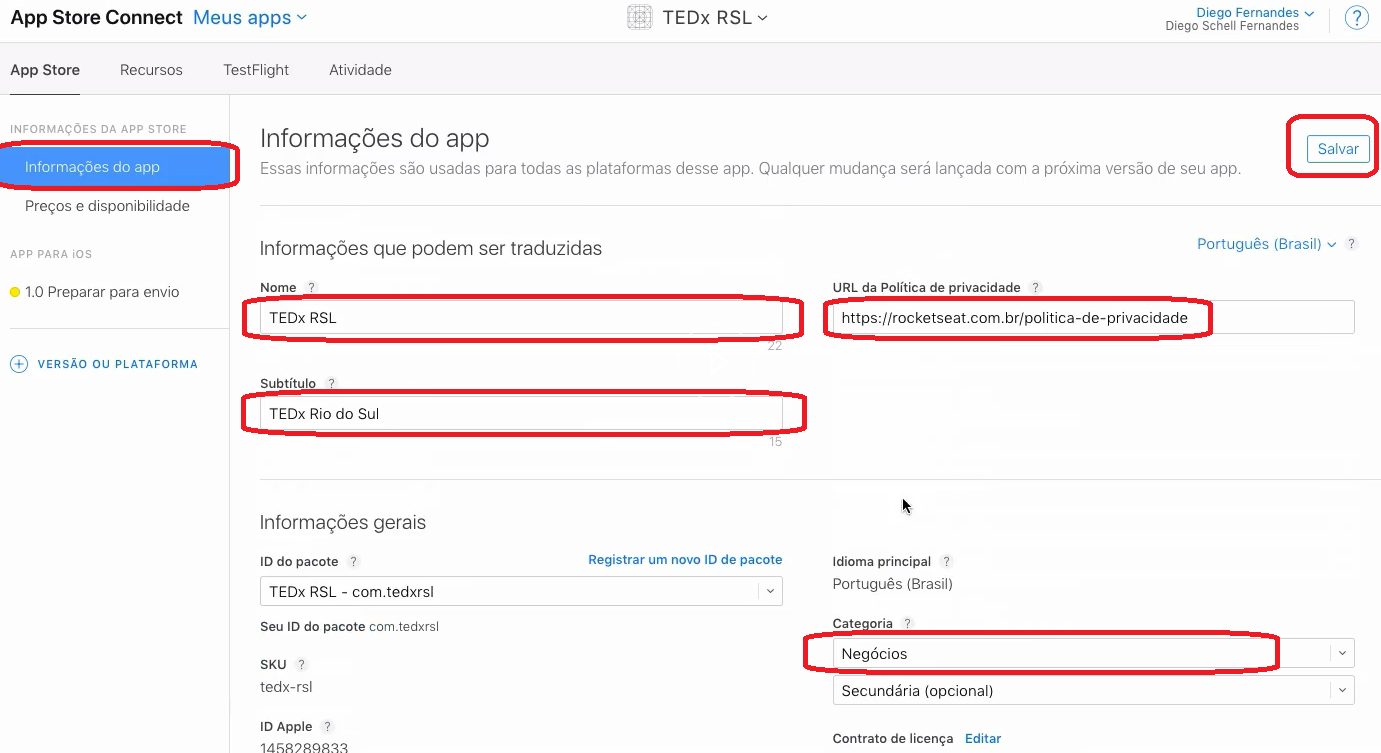 App Store Connect Meus apps
TEDx RSL
Diego Fernandes
Diego Schell Fernandes
?
App Store Recursos TestFlight Atividade
INFORMAÇÕES DA APP STORE
Informações do app
Preços e disponibilidade
APP PARA iOS
1.0 Preparar para envio
VERSÃO OU PLATAFORMA
Informações do app
Salvar
Essas informações são usadas para todas as plataformas desse app. Qualquer mudança será lançada com a próxima versão de seu app.
Informações que podem ser traduzidas
Português (Brasil) ?
Nome ?
TEDx RSL
22
URL da Política de privacidade ?
https://rocketseat.com.br/politica-de-privacidade
Subtítulo ?
TEDx Rio do Sul
15
Informações gerais
ID do pacote ? Registrar um novo ID de pacote
TEDx RSL - com.tedxrsl
Seu ID do pacote com.tedxrsl
SKU ?
tedx-rsl
ID Apple ?
1458289833
Idioma principal ?
Português (Brasil)
Categoria ?
Negócios
Secundária (opcional)
Contrato de licença Editar